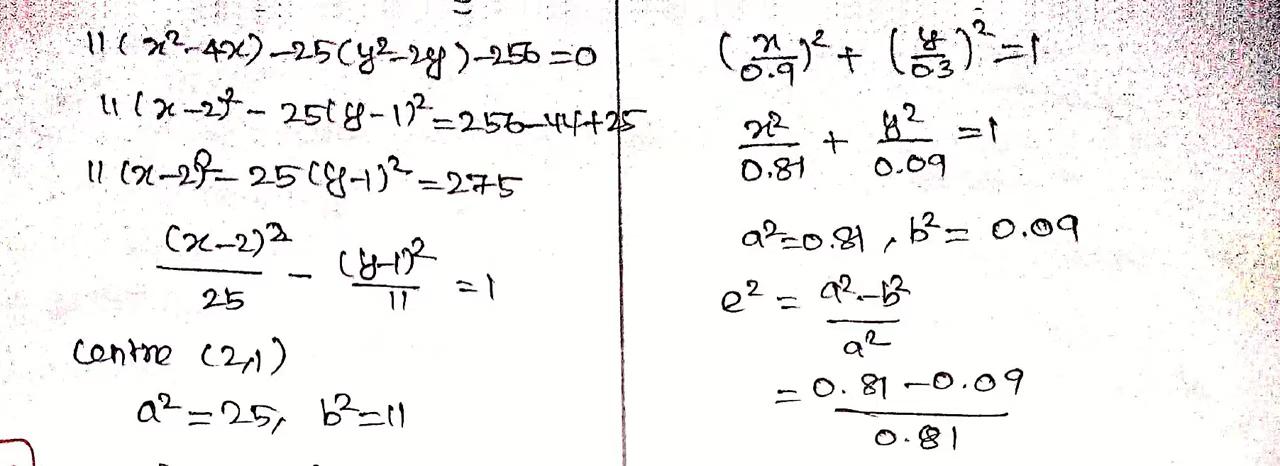 11(x²-4x)-25(y²-2y)-256=0
11(x-2)²-25(y-1)²=256-44+25
11(x-2)²-25(y-1)²=275
(x-2)²/25 - (y-1)²/11 = 1
Centre (2,1)
a²=25, b²=11
(x/0.9)² + (y/03)² = 1
x²/0.81 + y²/0.09 = 1
a²=0.81, b²=0.09
e² = a²-b²/a²
= 0.81-0.09/0.81